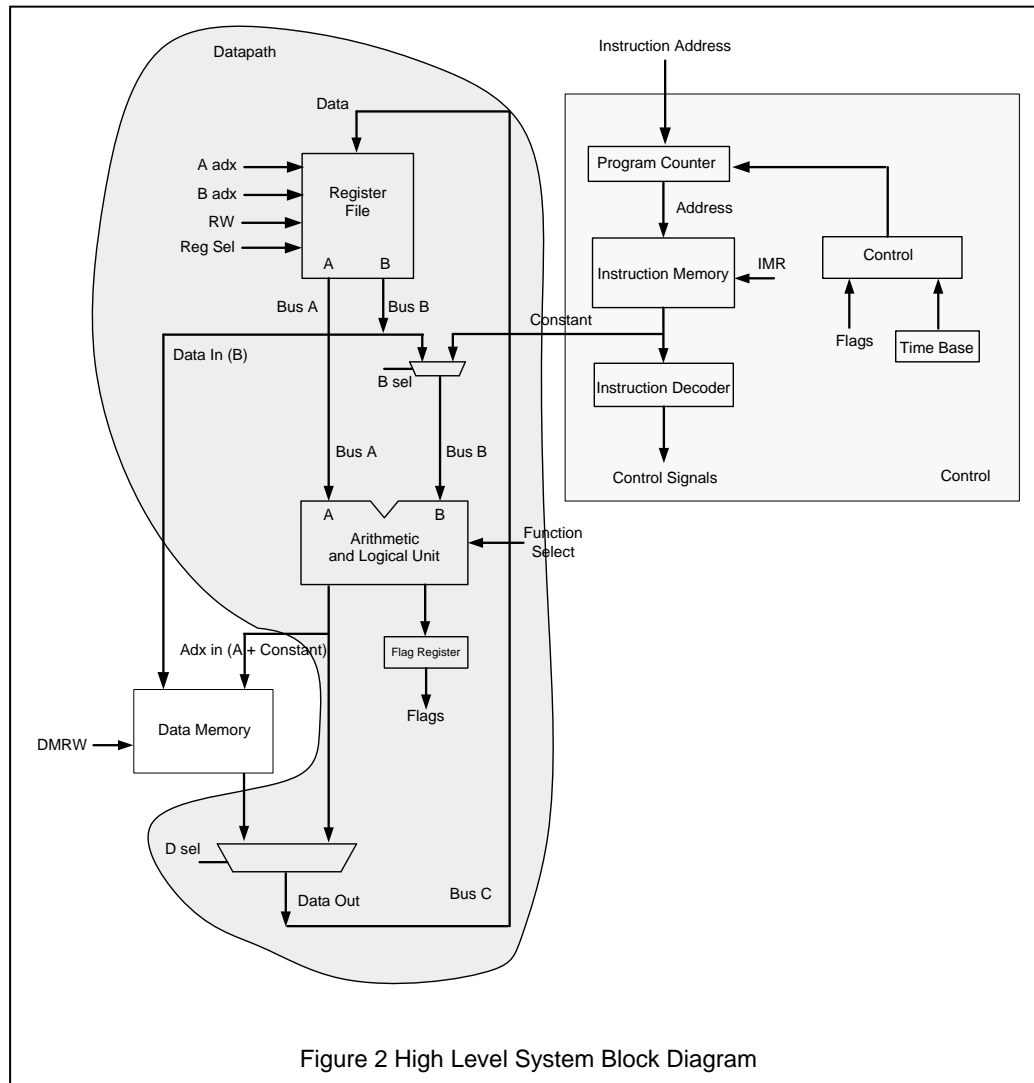 Datapath
Instruction Address
Data
A adx
B adx
RW
Reg Sel
Register
File
A
B
Program Counter
Address
Control
Instruction Memory
IMR
Bus A
Bus B
Constant
Flags
Time Base
Data In (B)
B sel
Instruction Decoder
Bus A
Bus B
Control Signals
Control
A
B
Arithmetic
and Logical Unit
Function
Select
Adx in (A + Constant)
Flag Register
Data Memory
Flags
DMRW
D sel
Data Out
Bus C
Figure 2 High Level System Block Diagram